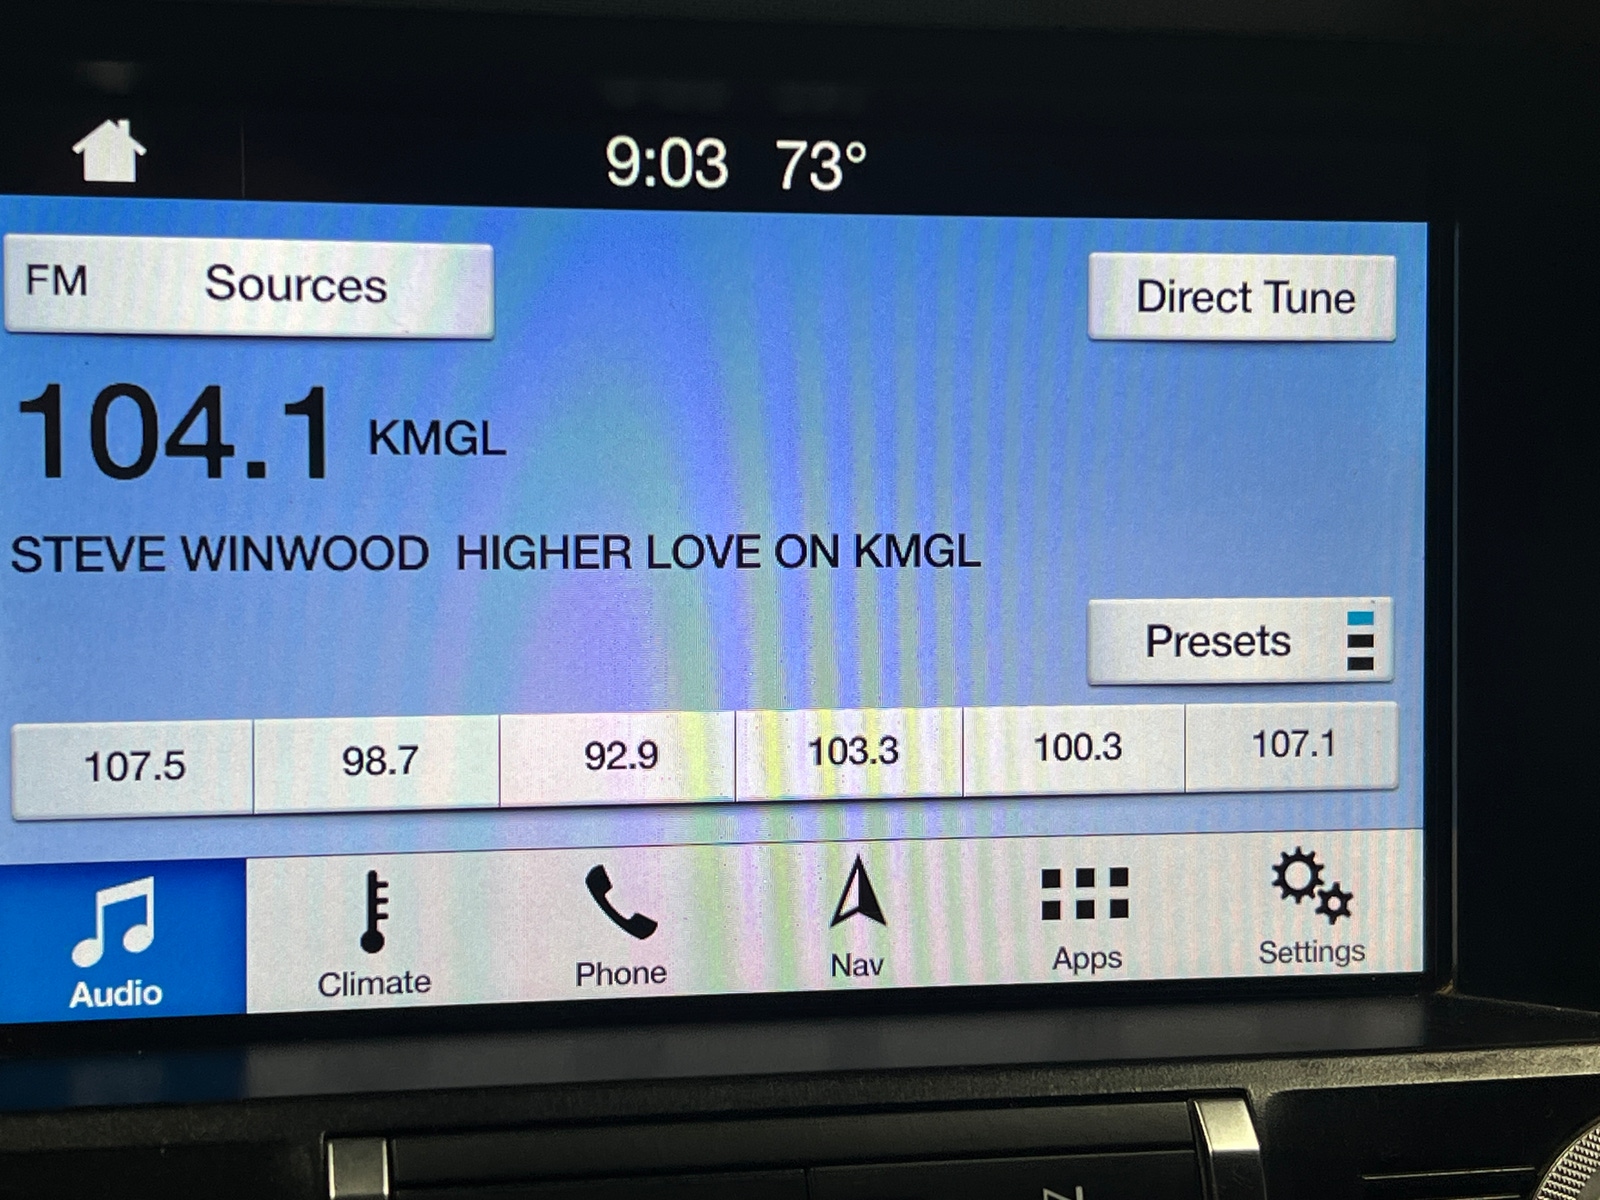 9:03 73°
FM Sources
Direct Tune
104.1 KMGL
STEVE WINWOOD HIGHER LOVE ON KMGL
Presets
107.5 98.7 92.9 103.3 100.3 107.1
Audio Climate Phone Nav Apps Settings